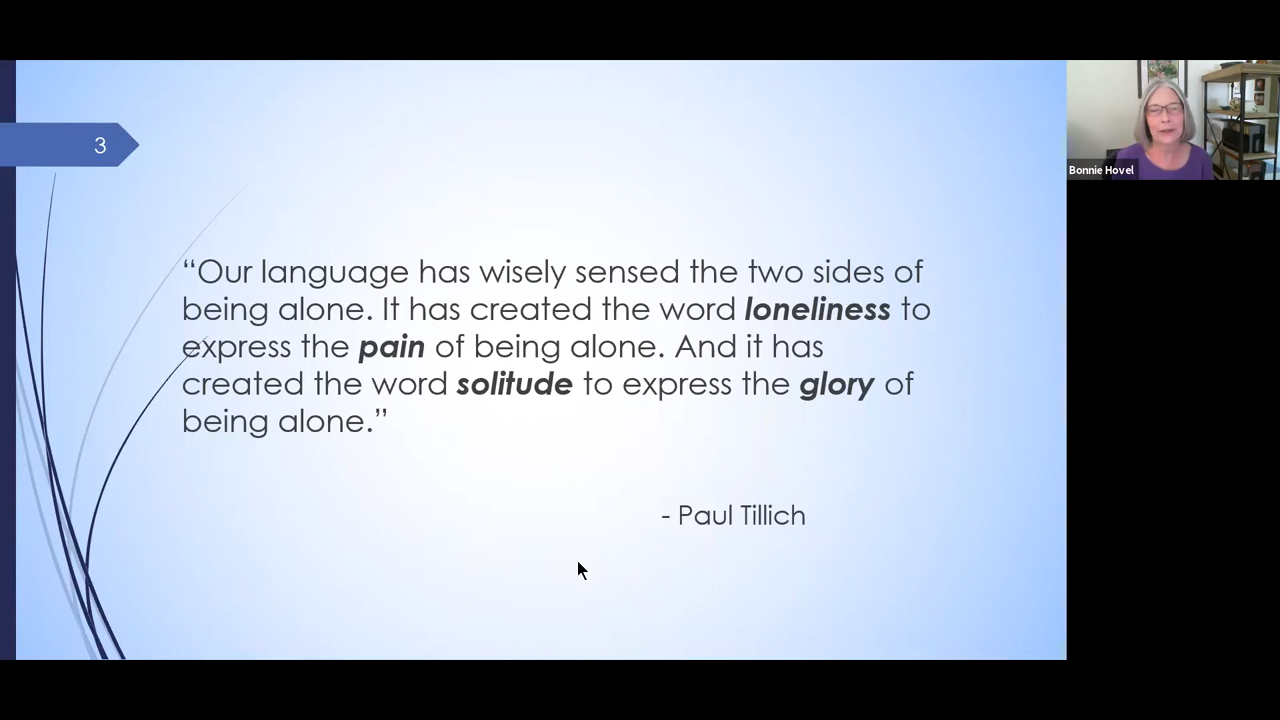 3
“Our language has wisely sensed the two sides of
being alone. It has created the word loneliness to
express the pain of being alone. And it has
created the word solitude to express the glory of
being alone.”
- Paul Tillich
Bonnie Hovel